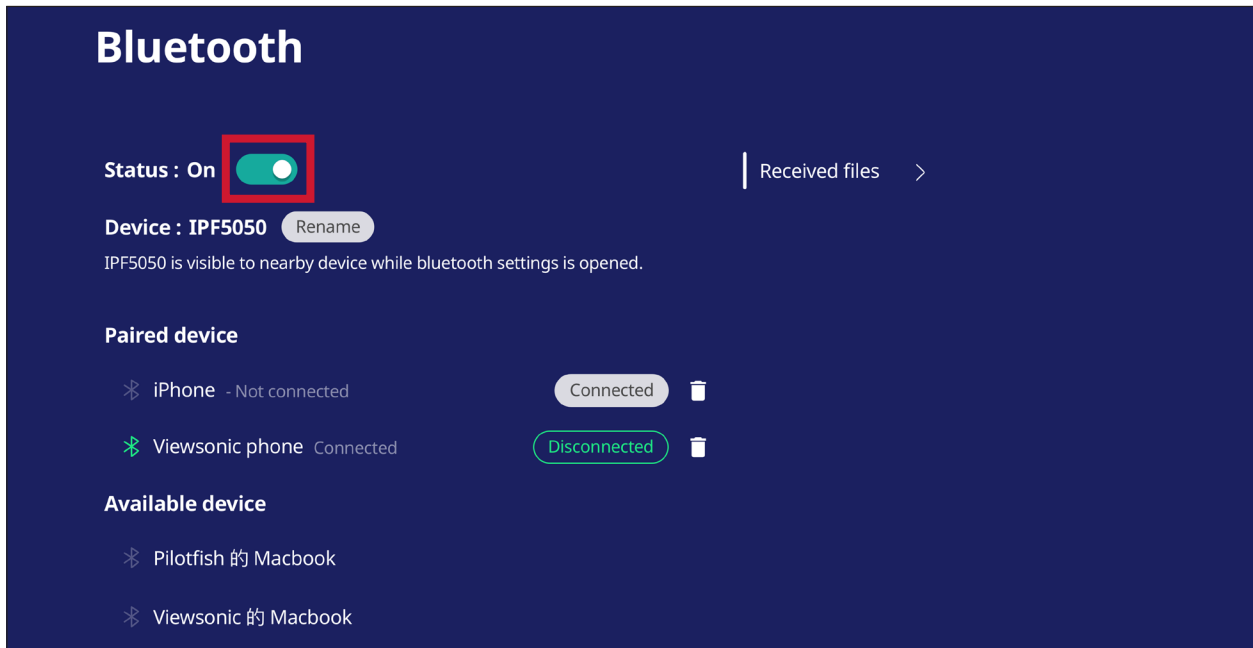 Bluetooth
Status : On
Received files
Device : IPF5050 Rename
IPF5050 is visible to nearby device while bluetooth settings is opened.
Paired device
iPhone - Not connected Connected
Viewsonic phone Connected Disconnected
Available device
Pilotfish 的 Macbook
Viewsonic 的 Macbook